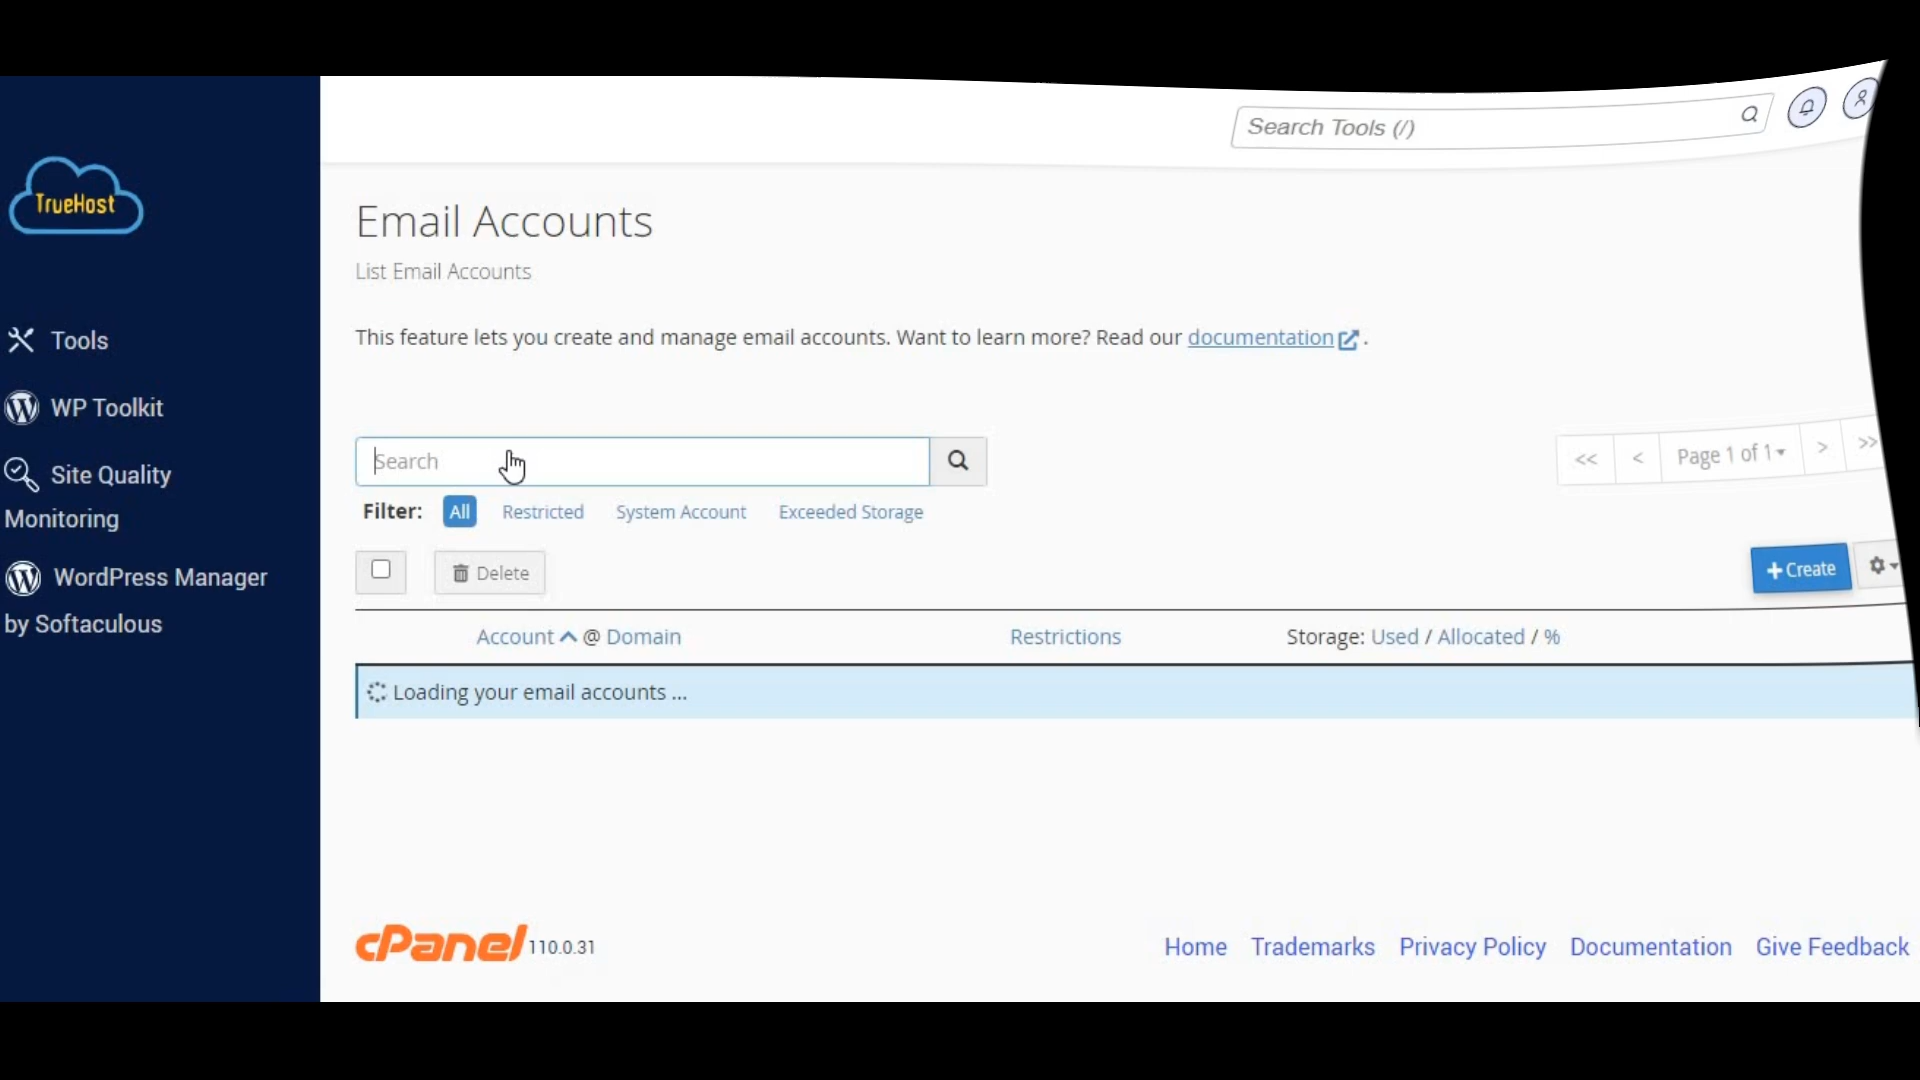 Search Tools (/)
TrueHost
Email Accounts
List Email Accounts
Tools
This feature lets you create and manage email accounts. Want to learn more? Read our documentation.
WP Toolkit
Search
<< < Page 1 of 1 > >>
Site Quality
Monitoring
Filter: All Restricted System Account Exceeded Storage
WordPress Manager
by Softaculous
Delete
+ Create
Account @ Domain Restrictions Storage: Used / Allocated / %
Loading your email accounts ...
cPanel 110.0.31
Home Trademarks Privacy Policy Documentation Give Feedback